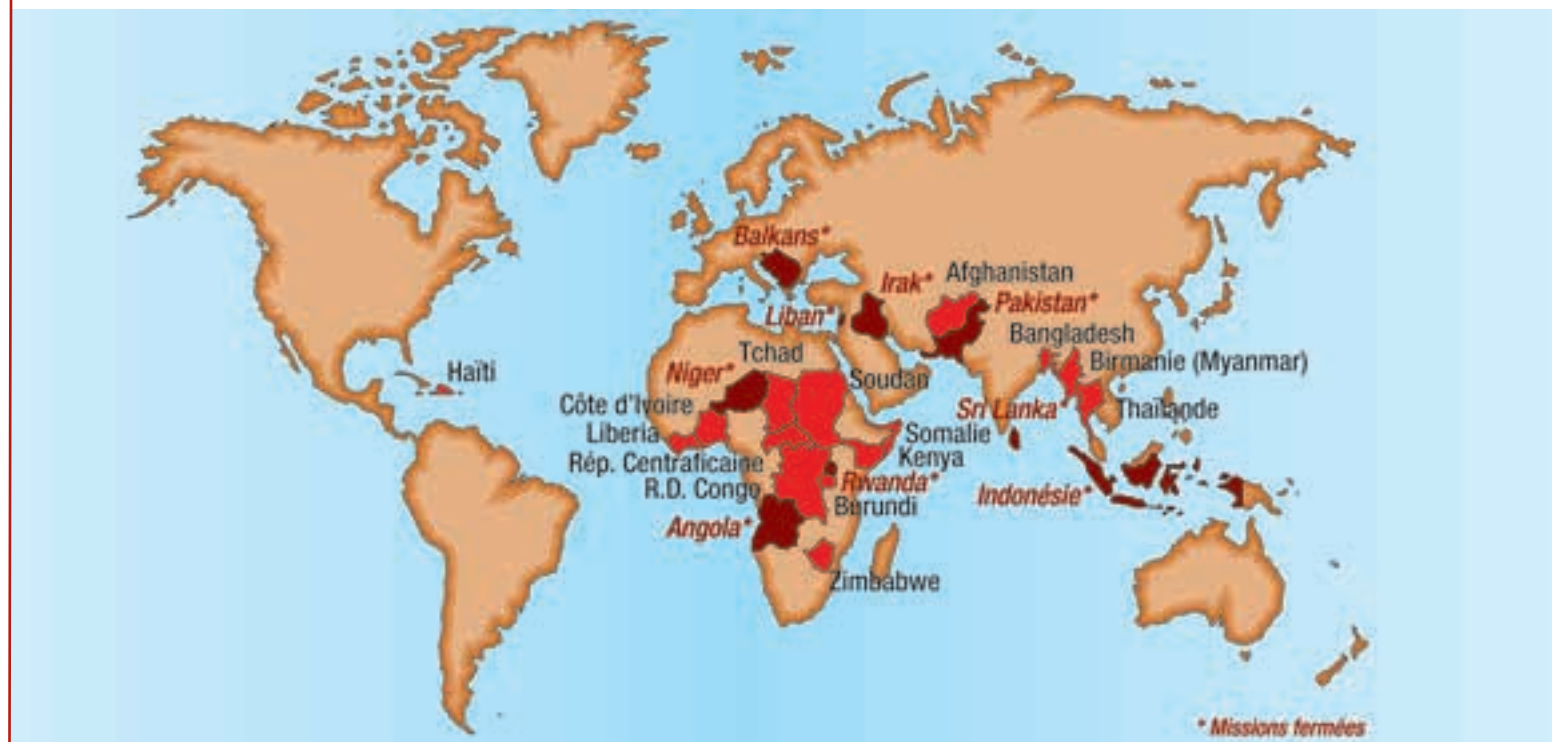 Balkans*
Irak*
Afghanistan
Pakistan*
Liban*
Bangladesh
Tchad
Birmanie (Myanmar)
Haïti
Niger*
Soudan
Côte d'Ivoire
Sri Lanka*
Thaïlande
Liberia
Somalie
Rép. Centraficaine
Kenya
R.D. Congo
Rwanda*
Indonésie*
Burundi
Angola*
Zimbabwe
* Missions fermées